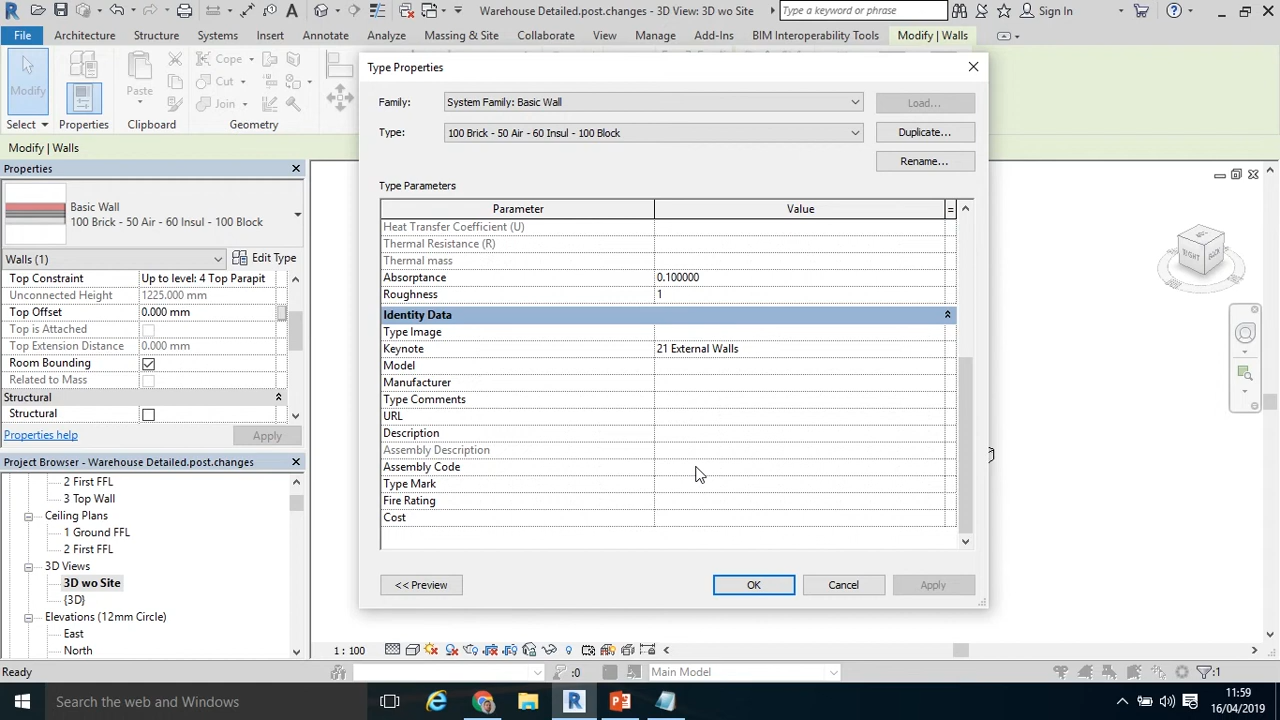 Warehouse Detailed.post.changes - 3D View: 3D wo Site
Type a keyword or phrase
Sign In
File
Architecture
Structure
Systems
Insert
Annotate
Analyze
Massing & Site
Collaborate
View
Manage
Add-Ins
BIM Interoperability Tools
Modify | Walls
Modify
Paste
Cope
Cut
Join
Select
Properties
Clipboard
Geometry
Modify | Walls
Properties
Basic Wall
100 Brick - 50 Air - 60 Insul - 100 Block
Walls (1)
Edit Type
Top Constraint Up to level: 4 Top Parapit
Unconnected Height 1225.000 mm
Top Offset 0.000 mm
Top is Attached
Top Extension Distance 0.000 mm
Room Bounding
Related to Mass
Structural
Structural
Properties help
Apply
Project Browser - Warehouse Detailed.post.changes
2 First FFL
3 Top Wall
Ceiling Plans
1 Ground FFL
2 First FFL
3D Views
3D wo Site
{3D}
Elevations (12mm Circle)
East
North
Type Properties
Family: System Family: Basic Wall
Load...
Type: 100 Brick - 50 Air - 60 Insul - 100 Block
Duplicate...
Rename...
Type Parameters
Parameter Value =
Heat Transfer Coefficient (U)
Thermal Resistance (R)
Thermal mass
Absorptance 0.100000
Roughness 1
Identity Data
Type Image
Keynote 21 External Walls
Model
Manufacturer
Type Comments
URL
Description
Assembly Description
Assembly Code
Type Mark
Fire Rating
Cost
<< Preview
OK
Cancel
Apply
RIGHT
BACK
1 : 100
Ready
:0
Main Model
:1
Search the web and Windows
11:59
16/04/2019